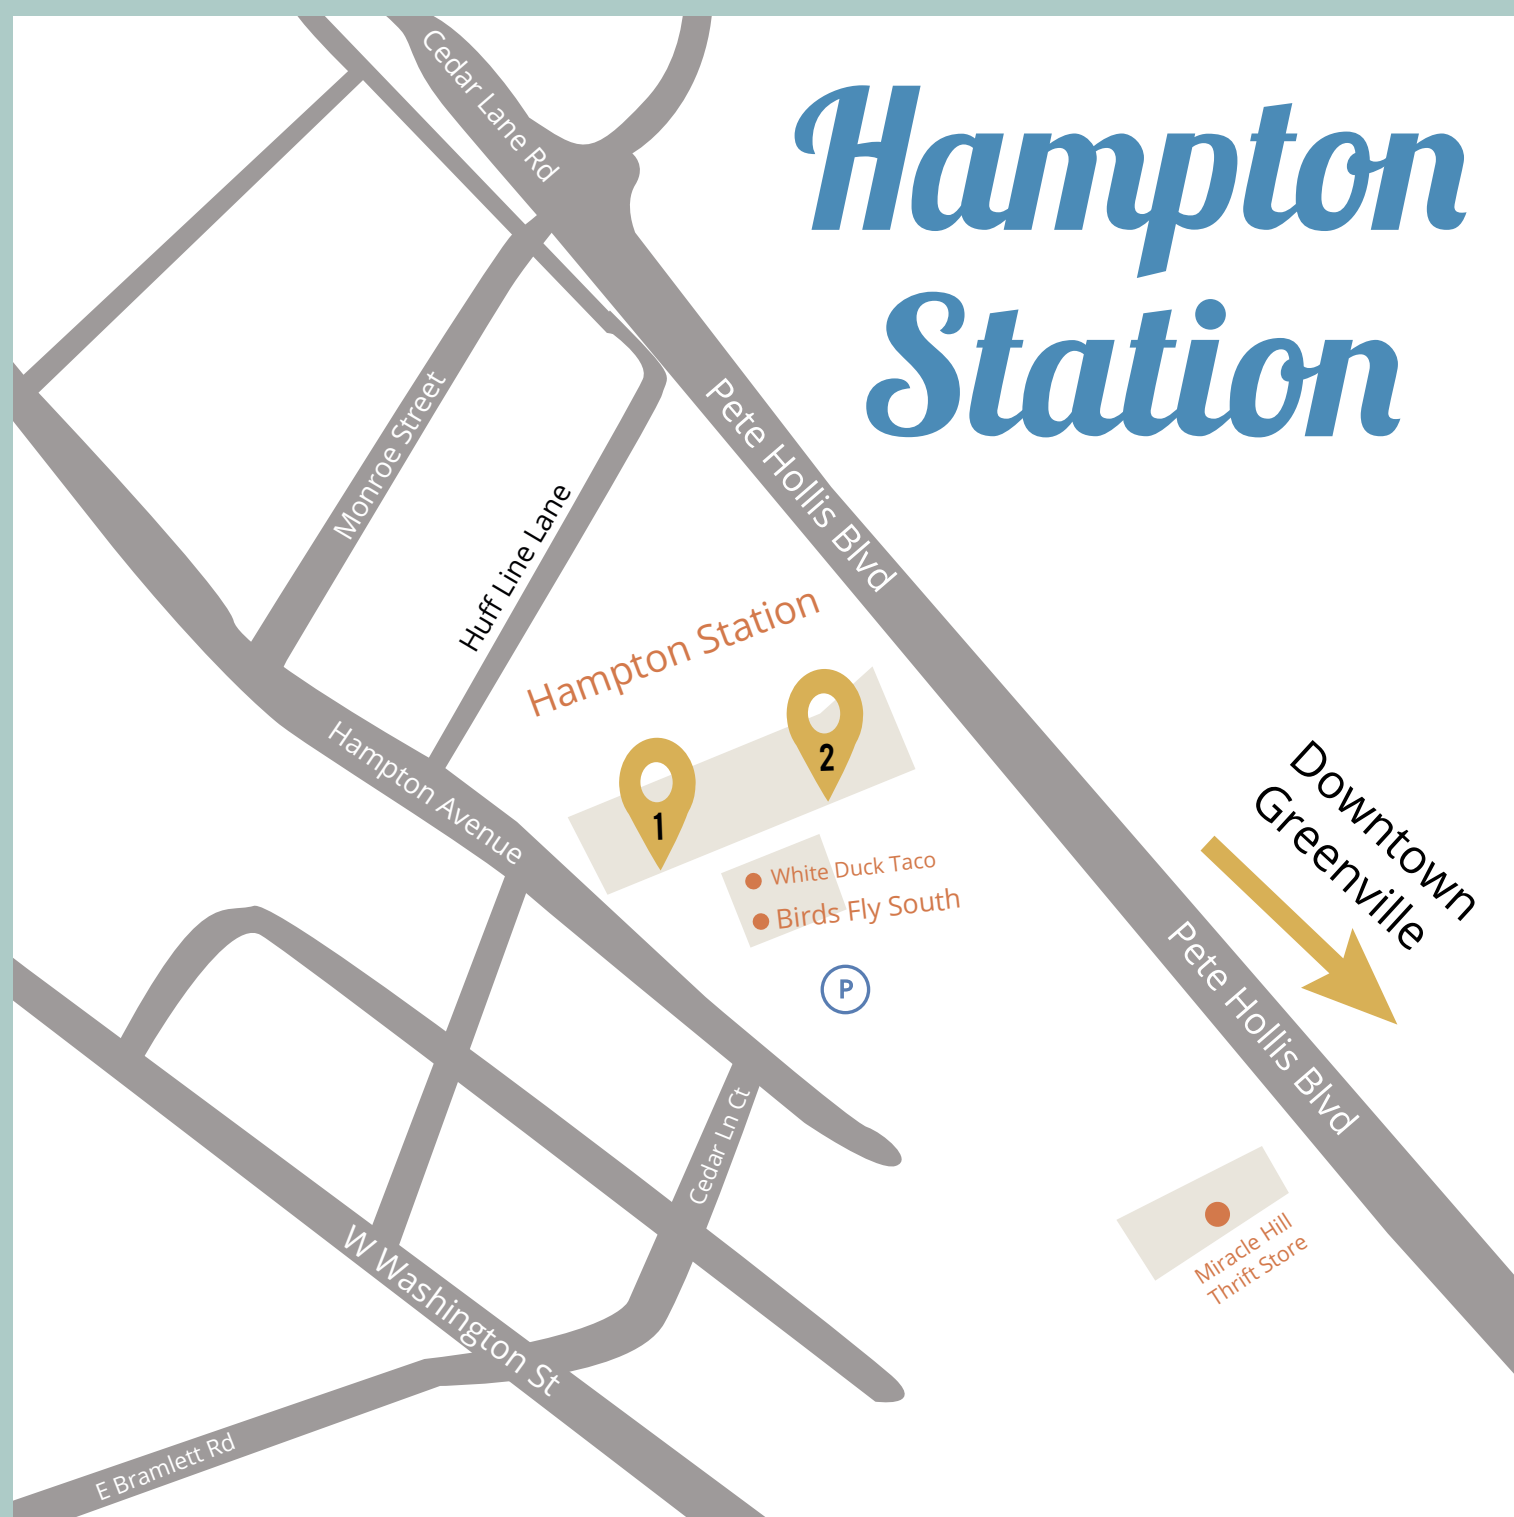 Cedar Lane Rd
Hampton
Station
Monroe Street
Pete Hollis Blvd
Huff Line Lane
Hampton Station
2
1
Hampton Avenue
Downtown
Greenville
White Duck Taco
Birds Fly South
P
Pete Hollis Blvd
Cedar Ln Ct
Miracle Hill
Thrift Store
W Washington St
E Bramlett Rd